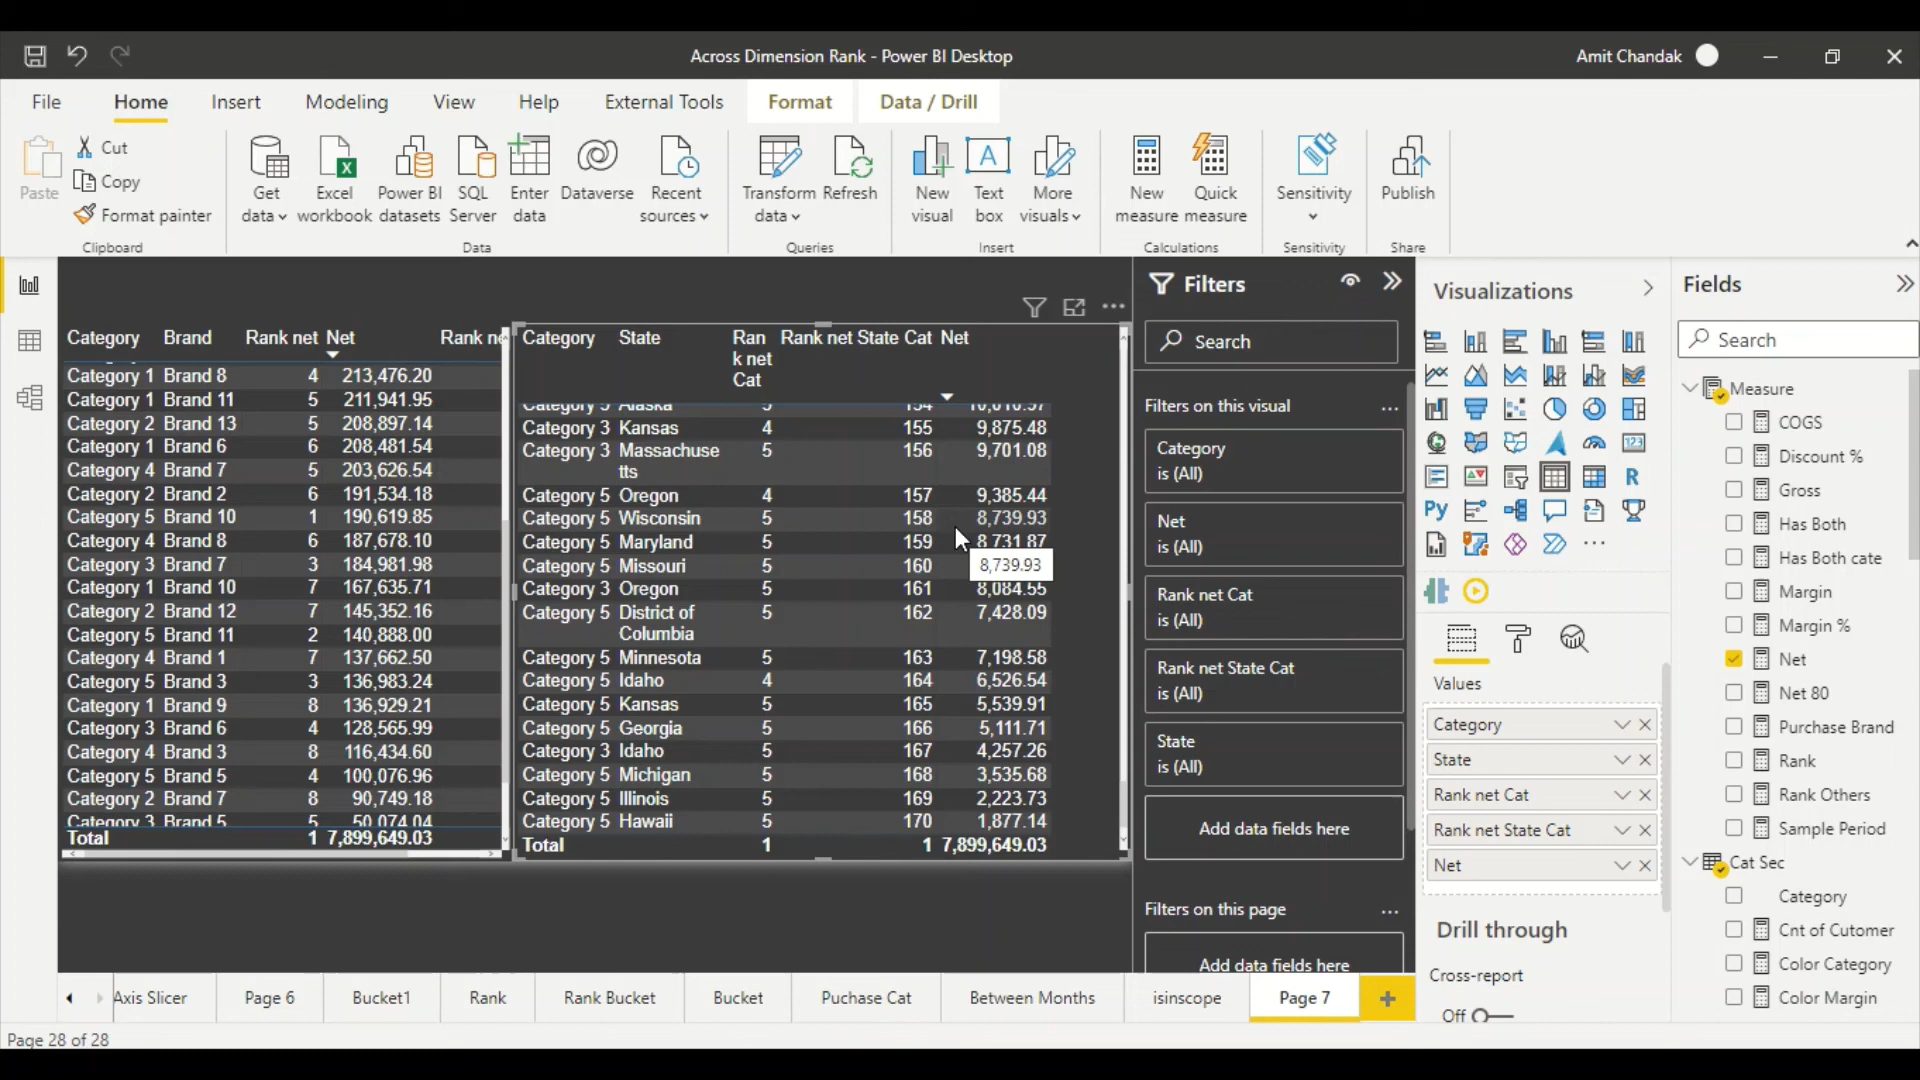 Across Dimension Rank - Power BI Desktop
Amit Chandak
File Home Insert Modeling View Help External Tools Format Data / Drill
Paste
Cut
Copy
Format painter
Clipboard
Get data
Excel workbook
Power BI datasets
SQL Server
Enter data
Dataverse
Recent sources
Data
Transform data
Refresh
Queries
New visual
Text box
More visuals
Insert
New measure
Quick measure
Calculations
Sensitivity
Sensitivity
Publish
Share
Category Brand Rank net Net Rank ne
Category 1 Brand 8 4 213,476.20
Category 1 Brand 11 5 211,941.95
Category 2 Brand 13 5 208,897.14
Category 1 Brand 6 6 208,481.54
Category 4 Brand 7 5 203,626.54
Category 2 Brand 2 6 191,534.18
Category 5 Brand 10 1 190,619.85
Category 4 Brand 8 6 187,678.10
Category 3 Brand 7 3 184,981.98
Category 1 Brand 10 7 167,635.71
Category 2 Brand 12 7 145,352.16
Category 5 Brand 11 2 140,888.00
Category 4 Brand 1 7 137,662.50
Category 5 Brand 3 3 136,983.24
Category 1 Brand 9 8 136,929.21
Category 3 Brand 6 4 128,565.99
Category 4 Brand 3 8 116,434.60
Category 5 Brand 5 4 100,076.96
Category 2 Brand 7 8 90,749.18
Category 3 Brand 5 5 50,074.04
Total 1 7,899,649.03
Category State Ran Rank net State Cat Net
k net
Cat
Category 5 Alaska 5 154
Category 3 Kansas 4 155 9,875.48
Category 3 Massachuse 5 156 9,701.08
tts
Category 5 Oregon 4 157 9,385.44
Category 5 Wisconsin 5 158 8,739.93
Category 5 Maryland 5 159 8,731.87
Category 5 Missouri 5 160
8,739.93
Category 3 Oregon 5 161 8,084.55
Category 5 District of 5 162 7,428.09
Columbia
Category 5 Minnesota 5 163 7,198.58
Category 5 Idaho 4 164 6,526.54
Category 5 Kansas 5 165 5,539.91
Category 5 Georgia 5 166 5,111.71
Category 3 Idaho 5 167 4,257.26
Category 5 Michigan 5 168 3,535.68
Category 5 Illinois 5 169 2,223.73
Category 5 Hawaii 5 170 1,877.14
Total 1 1 7,899,649.03
Filters
Search
Filters on this visual ...
Category
is (All)
Net
is (All)
Rank net Cat
is (All)
Rank net State Cat
is (All)
State
is (All)
Add data fields here
Filters on this page ...
Add data fields here
Visualizations
123
R
Py
...
Values
Category
State
Rank net Cat
Rank net State Cat
Net
Drill through
Cross-report
Off
Fields
Search
Measure
COGS
Discount %
Gross
Has Both
Has Both cate
Margin
Margin %
Net
Net 80
Purchase Brand
Rank
Rank Others
Sample Period
Cat Sec
Category
Cnt of Cutomer
Color Category
Color Margin
Axis Slicer Page 6 Bucket1 Rank Rank Bucket Bucket Puchase Cat Between Months isinscope Page 7 +
Page 28 of 28